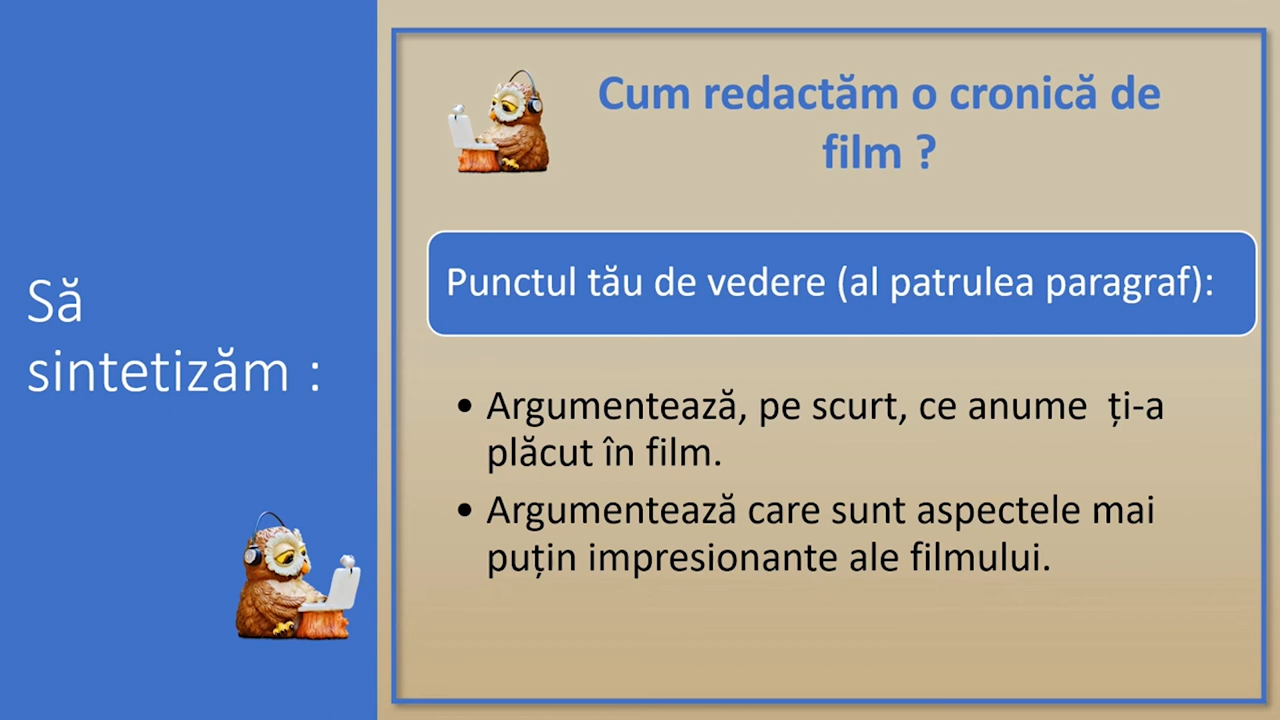 Să
sintetizăm :
Cum redactăm o cronică de
film ?
Punctul tău de vedere (al patrulea paragraf):
• Argumentează, pe scurt, ce anume ți-a
plăcut în film.
• Argumentează care sunt aspectele mai
puțin impresionante ale filmului.